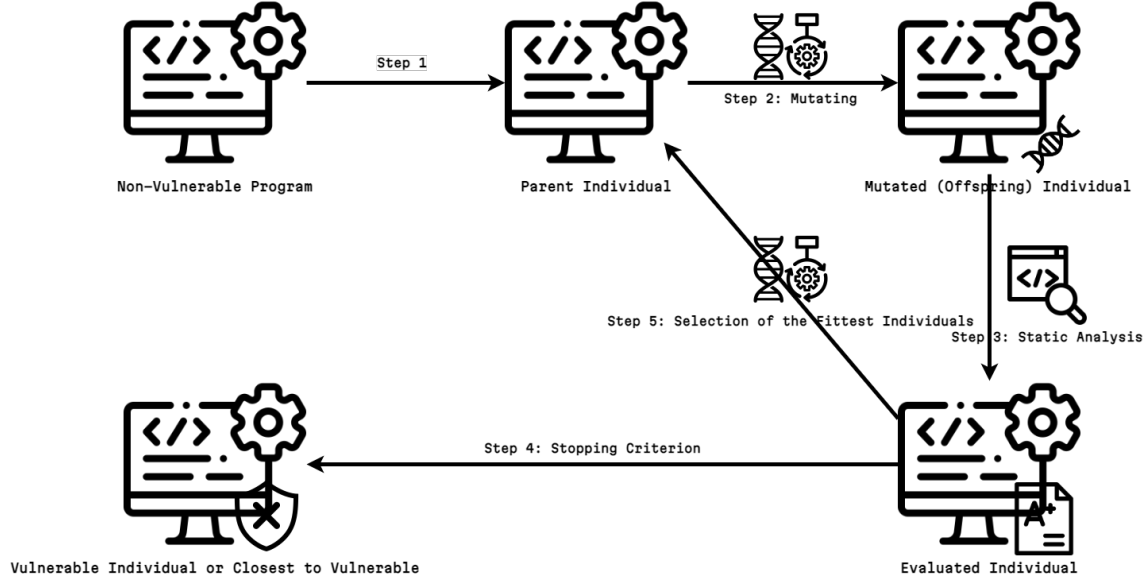 Step 1
Step 2: Mutating
Non-Vulnerable Program
Parent Individual
Mutated (Offspring) Individual
Step 5: Selection of the Fittest Individuals
Step 3: Static Analysis
Step 4: Stopping Criterion
A+
Vulnerable Individual or Closest to Vulnerable
Evaluated Individual